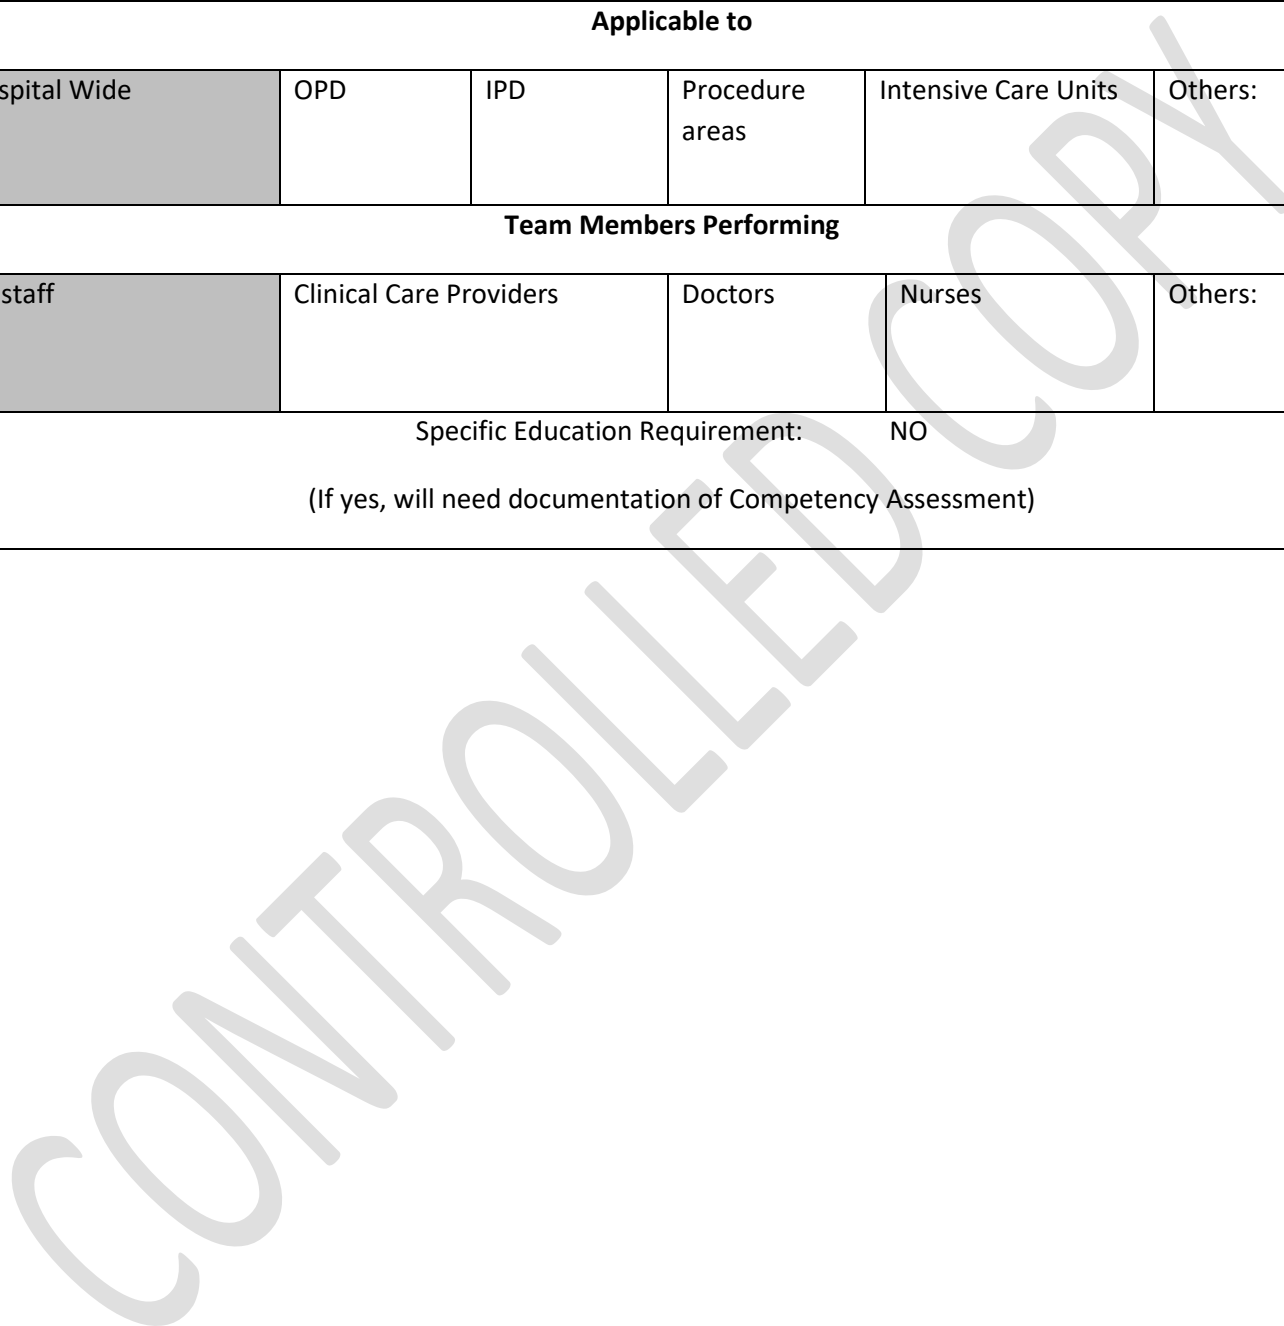 Applicable to
spital Wide OPD IPD Procedure areas Intensive Care Units Others:
Team Members Performing
staff Clinical Care Providers Doctors Nurses Others:
Specific Education Requirement: NO
(If yes, will need documentation of Competency Assessment)
CONTROLLED COPY